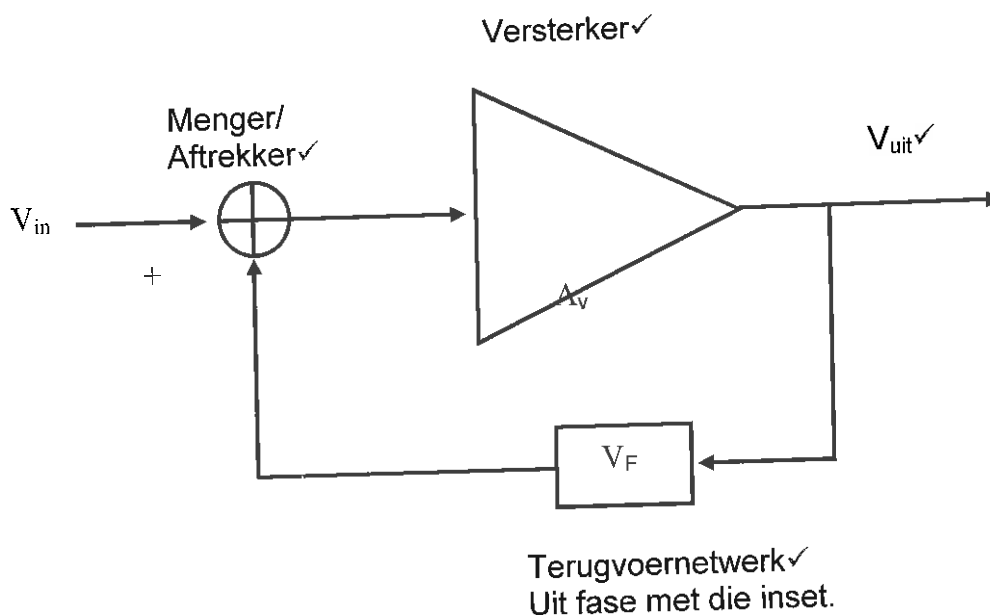 Versterker✓
Menger/
Aftrekker✓
V_uit✓
V_in
+
A_v
V_F
Terugvoernetwerk✓
Uit fase met die inset.